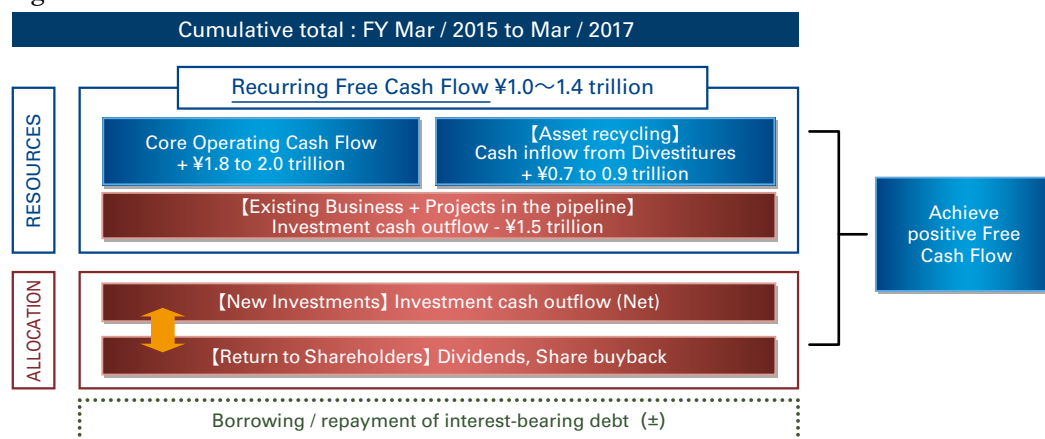 Cumulative total : FY Mar / 2015 to Mar / 2017
RESOURCES
Recurring Free Cash Flow ¥1.0～1.4 trillion
Core Operating Cash Flow
+ ¥1.8 to 2.0 trillion
【Asset recycling】
Cash inflow from Divestitures
+ ¥0.7 to 0.9 trillion
【Existing Business + Projects in the pipeline】
Investment cash outflow - ¥1.5 trillion
Achieve
positive Free
Cash Flow
ALLOCATION
【New Investments】 Investment cash outflow (Net)
【Return to Shareholders】 Dividends, Share buyback
Borrowing / repayment of interest-bearing debt (±)